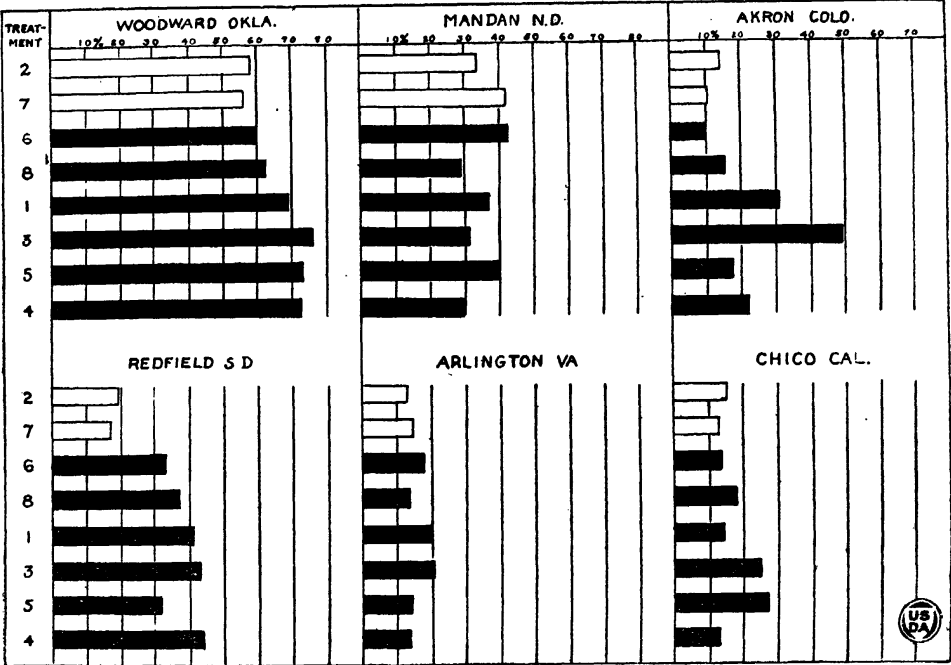 TREAT-
MENT
WOODWARD OKLA.
10% 20 30 40 50 60 70 80
MANDAN N.D.
10% 20 30 40 50 60 70 80
AKRON COLO.
10% 20 30 40 50 60 70
2
7
6
8
1
3
5
4
REDFIELD S D
ARLINGTON VA
CHICO CAL.
2
7
6
8
1
3
5
4
US
DA